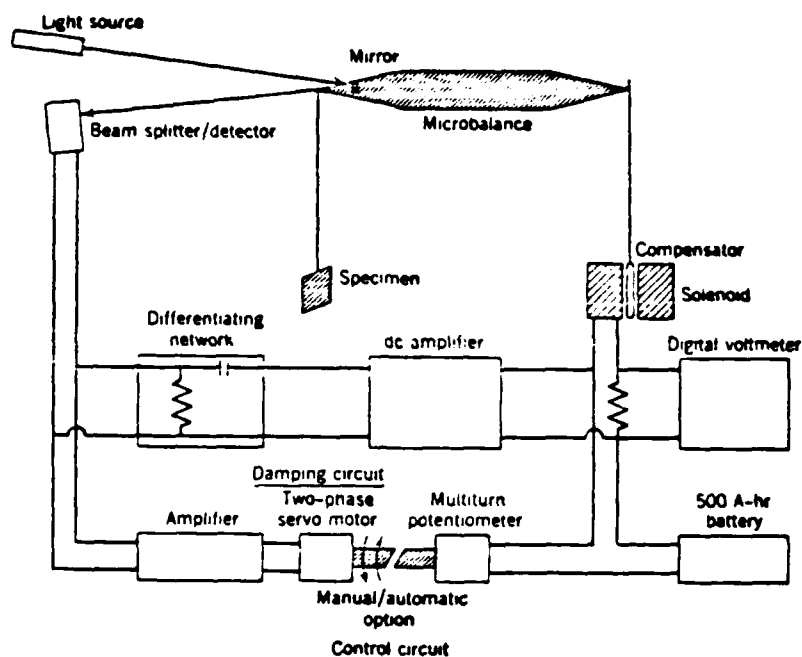 Light source
Mirror
Beam splitter/detector
Microbalance
Compensator
Specimen
Solenoid
Differentiating
network
dc amplifier
Digital voltmeter
Damping circuit
Two-phase
servo motor
Multiturn
potentiometer
500 A-hr
battery
Amplifier
Manual/automatic
option
Control circuit